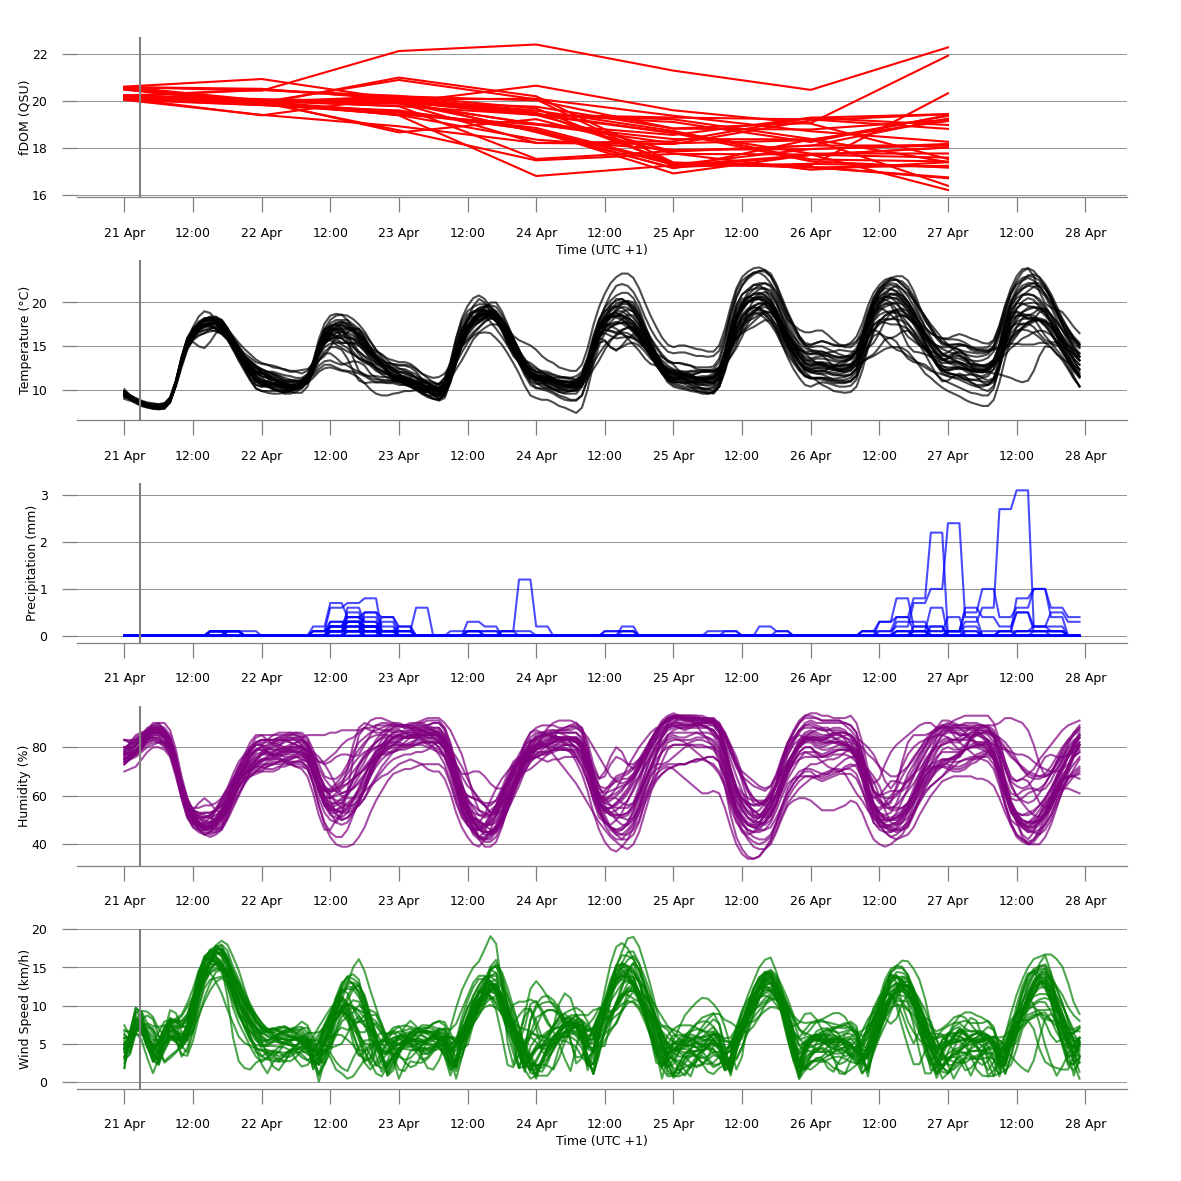 22
20
18
16
fDOM (QSU)
21 Apr 12:00 22 Apr 12:00 23 Apr 12:00 24 Apr 12:00 25 Apr 12:00 26 Apr 12:00 27 Apr 12:00 28 Apr
Time (UTC +1)
20
15
10
Temperature (°C)
21 Apr 12:00 22 Apr 12:00 23 Apr 12:00 24 Apr 12:00 25 Apr 12:00 26 Apr 12:00 27 Apr 12:00 28 Apr
3
2
1
0
Precipitation (mm)
21 Apr 12:00 22 Apr 12:00 23 Apr 12:00 24 Apr 12:00 25 Apr 12:00 26 Apr 12:00 27 Apr 12:00 28 Apr
80
60
40
Humidity (%)
21 Apr 12:00 22 Apr 12:00 23 Apr 12:00 24 Apr 12:00 25 Apr 12:00 26 Apr 12:00 27 Apr 12:00 28 Apr
20
15
10
5
0
Wind Speed (km/h)
21 Apr 12:00 22 Apr 12:00 23 Apr 12:00 24 Apr 12:00 25 Apr 12:00 26 Apr 12:00 27 Apr 12:00 28 Apr
Time (UTC +1)